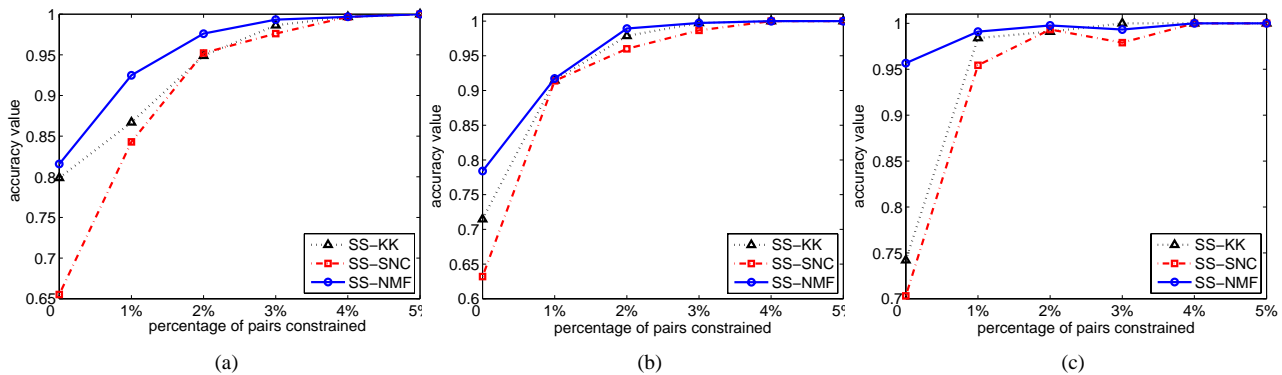 1
0.95
0.9
0.85
0.8
0.75
0.7
0.65
accuracy value
0 1% 2% 3% 4% 5%
percentage of pairs constrained
SS-KK
SS-SNC
SS-NMF
(a)
1
0.95
0.9
0.85
0.8
0.75
0.7
0.65
0.6
accuracy value
0 1% 2% 3% 4% 5%
percentage of pairs constrained
SS-KK
SS-SNC
SS-NMF
(b)
1
0.95
0.9
0.85
0.8
0.75
0.7
accuracy value
0 1% 2% 3% 4% 5%
percentage of pairs constrained
SS-KK
SS-SNC
SS-NMF
(c)